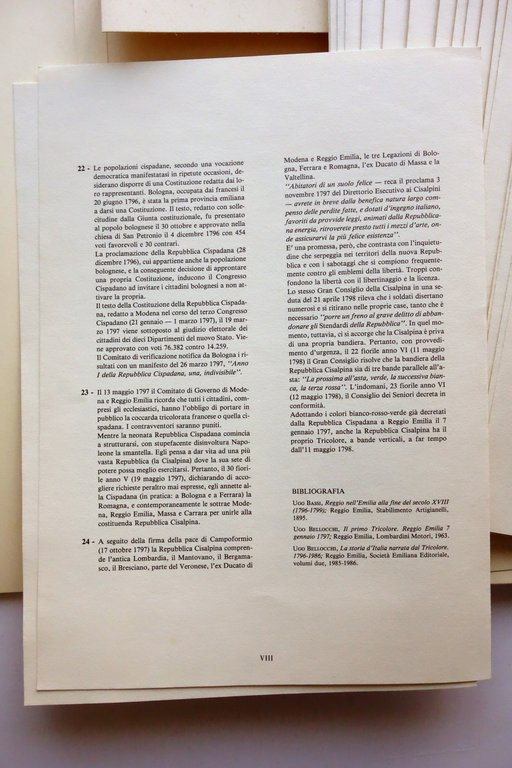 22 - Le popolazioni cispadane, secondo una vocazione
democratica manifestatasi in ripetute occasioni, de-
siderano disporre di una Costituzione redatta dai lo-
ro rappresentanti. Bologna, occupata dai francesi il
20 giugno 1796, è stata la prima provincia emiliana
a darsi una Costituzione. Il testo, redatto con solle-
citudine dalla Giunta costituzionale, fu presentato
al popolo bolognese il 30 ottobre e approvato nella
chiesa di San Petronio il 4 dicembre 1796 con 454
voti favorevoli e 30 contrari.
La proclamazione della Repubblica Cispadana (28
dicembre 1796), cui appartiene anche la popolazione
bolognese, e la conseguente decisione di approntare
una propria Costituzione, inducono il Congresso
Cispadano ad invitare i cittadini bolognesi a non at-
tivare la propria.
Il testo della Costituzione della Repubblica Cispada-
na, redatto a Modena nel corso del terzo Congresso
Cispadano (21 gennaio — 1 marzo 1797), il 19 mar-
zo 1797 viene sottoposto al giudizio elettorale dei
cittadini dei dieci Dipartimenti del nuovo Stato. Vie-
ne approvato con voti 76.382 contro 14.259.
Il Comitato di verificazione notifica da Bologna i ri-
sultati con un manifesto del 26 marzo 1797, "Anno
I della Repubblica Cispadana, una, indivisibile".
23 - Il 13 maggio 1797 il Comitato di Governo di Mode-
na e Reggio Emilia ricorda che tutti i cittadini, com-
presi gli ecclesiastici, hanno l'obbligo di portare in
pubblico la coccarda tricolorata francese o quella ci-
spadana. I contravventori saranno puniti.
Mentre la neonata Repubblica Cispadana comincia
a strutturarsi, con stupefacente disinvoltura Napo-
leone la smantella. Egli pensa a dar vita ad una più
vasta Repubblica (la Cisalpina) dove la sua sete di
potere possa meglio esercitarsi. Pertanto, il 30 fiori-
le anno V (19 maggio 1797), dichiarando di acco-
gliere richieste peraltro mai espresse, egli annette al-
la Cispadana (in pratica: a Bologna e a Ferrara) la
Romagna, e contemporaneamente le sottrae Mode-
na, Reggio Emilia, Massa e Carrara per unirle alla
costituenda Repubblica Cisalpina.
24 - A seguito della firma della pace di Campoformio
(17 ottobre 1797) la Repubblica Cisalpina compren-
de l'antica Lombardia, il Mantovano, il Bergama-
sco, il Bresciano, parte del Veronese, l'ex Ducato di
Modena e Reggio Emilia, le tre Legazioni di Bolo-
gna, Ferrara e Romagna, l'ex Ducato di Massa e la
Valtellina.
"Abitatori di un suolo felice — reca il proclama 3
novembre 1797 del Direttorio Esecutivo ai Cisalpini
— avrete in breve dalla benefica natura largo com-
penso delle perdite fatte, e dotati d'ingegno italiano,
favoriti da provvide leggi, animati dalla Repubblica-
na energia, ritroverete presto tutti i mezzi d'arte, on-
de assicurarvi la più felice esistenza".
E' una promessa, però, che contrasta con l'inquietu-
dine che serpeggia nei territori della nuova Repub-
blica e con i sabotaggi che si compiono frequente-
mente contro gli emblemi della libertà. Troppi con-
fondono la libertà con il libertinaggio e la licenza.
Lo stesso Gran Consiglio della Cisalpina in una se-
duta del 21 aprile 1798 rileva che i soldati disertano
numerosi e si ritirano nelle proprie case, tanto che è
necessario "porre un freno al grave delitto di abban-
donare gli Stendardi della Repubblica". In quel mo-
mento, tuttavia, ci si accorge che la Cisalpina è priva
di una propria bandiera. Pertanto, con provvedi-
mento d'urgenza, il 22 fiorile anno VI (11 maggio
1798) il Gran Consiglio risolve che la bandiera della
Repubblica Cisalpina sia di tre bande parallele all'a-
sta: "La prossima all'asta, verde, la successiva bian-
ca, la terza rossa". L'indomani, 23 fiorile anno VI
(12 maggio 1798), il Consiglio dei Seniori decreta in
conformità.
Adottando i colori bianco-rosso-verde già decretati
dalla Repubblica Cispadana a Reggio Emilia il 7
gennaio 1797, anche la Repubblica Cisalpina ha il
proprio Tricolore, a bande verticali, a far tempo
dall'11 maggio 1798.
BIBLIOGRAFIA
UGO BASSI, Reggio nell'Emilia alla fine del secolo XVIII
(1796-1799); Reggio Emilia, Stabilimento Artigianelli,
1895.
UGO BELLOCCHI, Il primo Tricolore. Reggio Emilia 7
gennaio 1797; Reggio Emilia, Lombardini Motori, 1963.
UGO BELLOCCHI, La storia d'Italia narrata dal Tricolore.
1796-1986; Reggio Emilia, Società Emiliana Editoriale,
volumi due, 1985-1986.
VIII